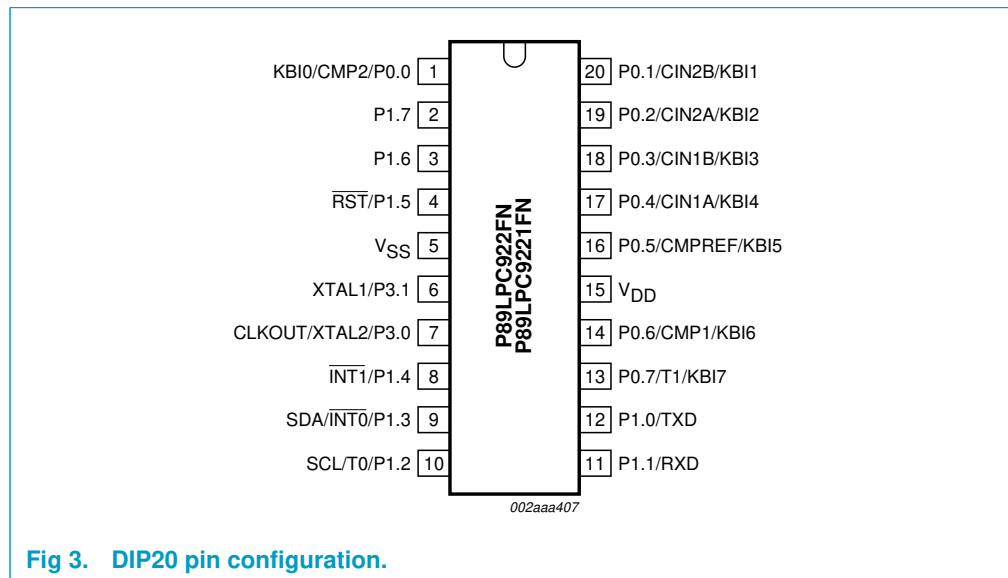 KBI0/CMP2/P0.0 1 20 P0.1/CIN2B/KBI1
P1.7 2 19 P0.2/CIN2A/KBI2
P1.6 3 18 P0.3/CIN1B/KBI3
R̅S̅T̅/P1.5 4 17 P0.4/CIN1A/KBI4
VSS 5 16 P0.5/CMPREF/KBI5
XTAL1/P3.1 6 15 VDD
CLKOUT/XTAL2/P3.0 7 14 P0.6/CMP1/KBI6
I̅N̅T̅1̅/P1.4 8 13 P0.7/T1/KBI7
SDA/I̅N̅T̅0̅/P1.3 9 12 P1.0/TXD
SCL/T0/P1.2 10 11 P1.1/RXD
P89LPC922FN
P89LPC9221FN
002aaa407
Fig 3. DIP20 pin configuration.